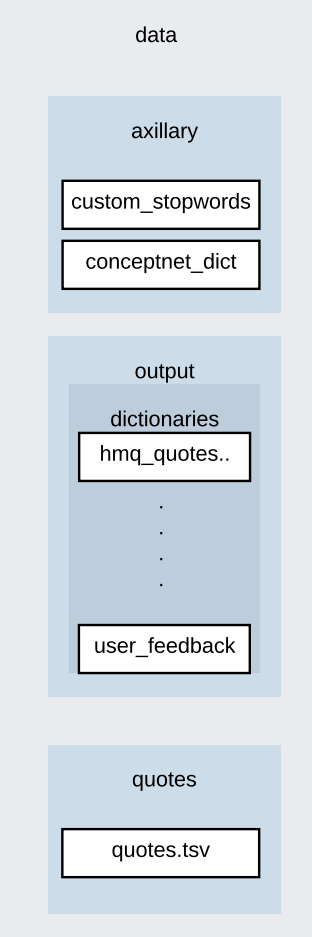 data
axillary
custom_stopwords
conceptnet_dict
output
dictionaries
hmq_quotes..
.
.
.
.
user_feedback
quotes
quotes.tsv